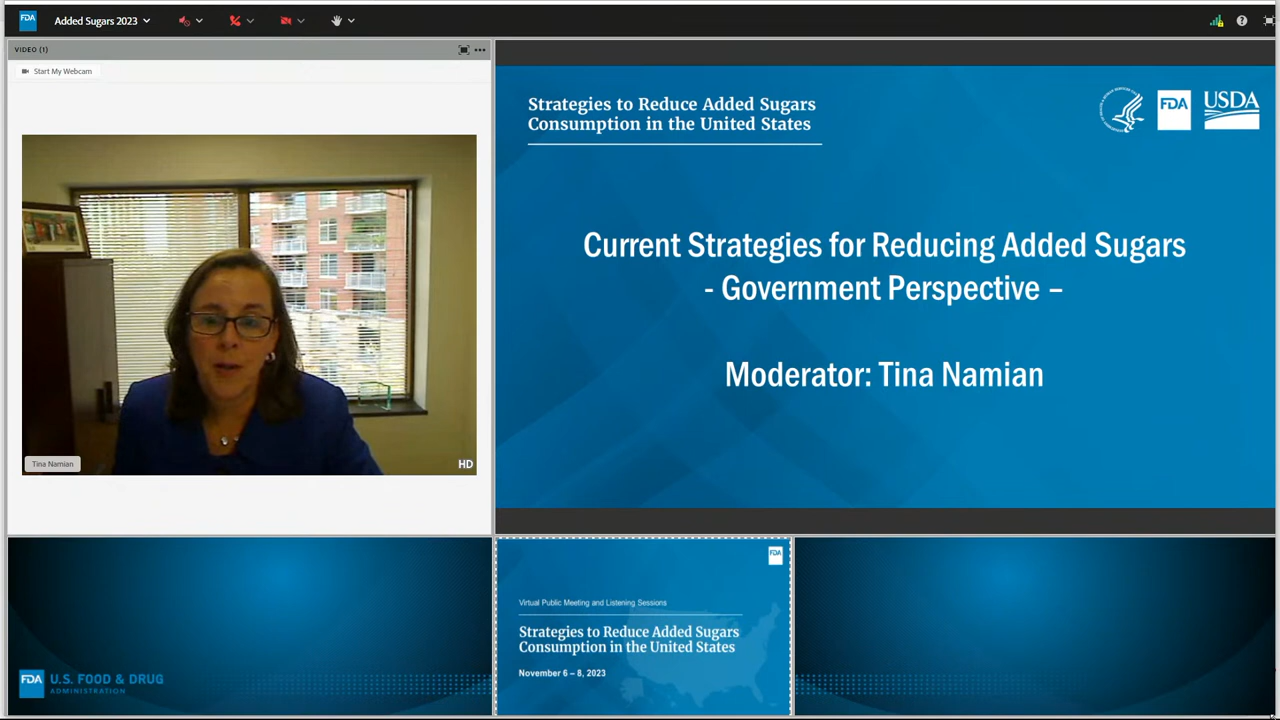 FDA
Added Sugars 2023
VIDEO (1)
Start My Webcam
Tina Namian
HD
Strategies to Reduce Added Sugars
Consumption in the United States
FDA
USDA
Current Strategies for Reducing Added Sugars
- Government Perspective –
Moderator: Tina Namian
FDA U.S. FOOD & DRUG
ADMINISTRATION
FDA
Virtual Public Meeting and Listening Sessions
Strategies to Reduce Added Sugars
Consumption in the United States
November 6 – 8, 2023